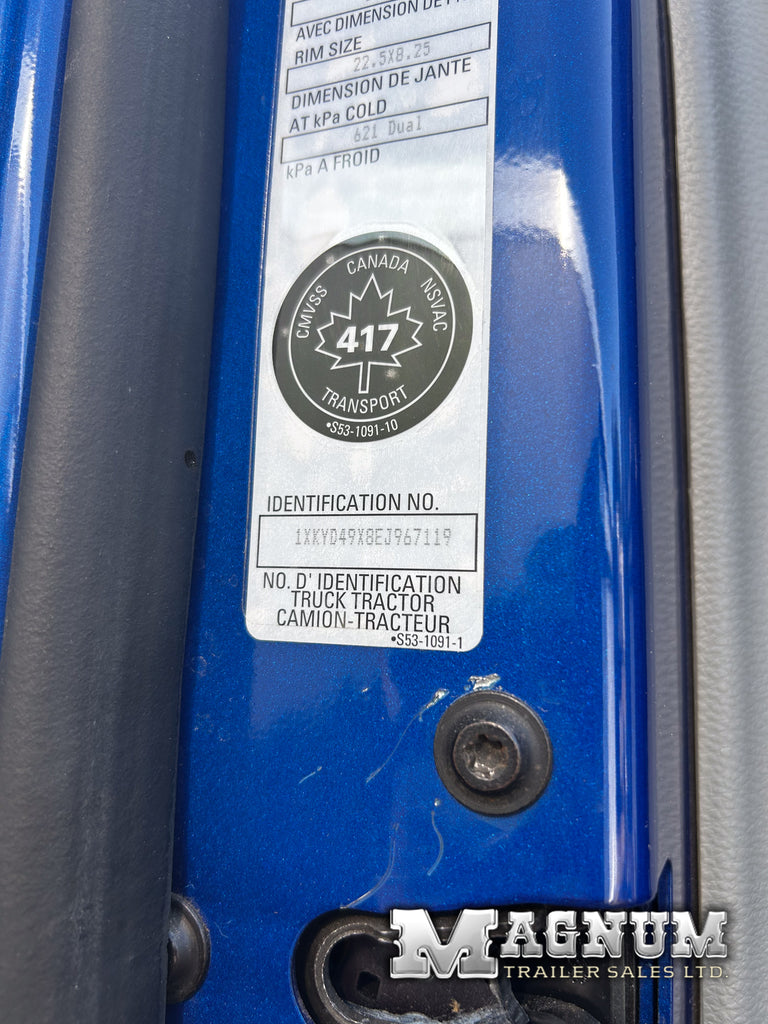 AVEC DIMENSION DE
RIM SIZE
22.5X8.25
DIMENSION DE JANTE
AT kPa COLD
621 Dual
kPa A FROID
CANADA
CMVSS
NSVAC
417
TRANSPORT
•S53-1091-10
IDENTIFICATION NO.
1XKYD49X8EJ967119
NO. D' IDENTIFICATION
TRUCK TRACTOR
CAMION-TRACTEUR
•S53-1091-1
MAGNUM
TRAILER SALES LTD.